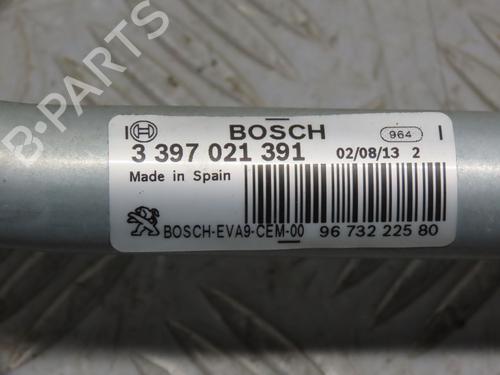 BOSCH
964
3 397 021 391
02/08/13 2
Made in Spain
BOSCH-EVA9-CEM-00
96 732 225 80
B-PARTS